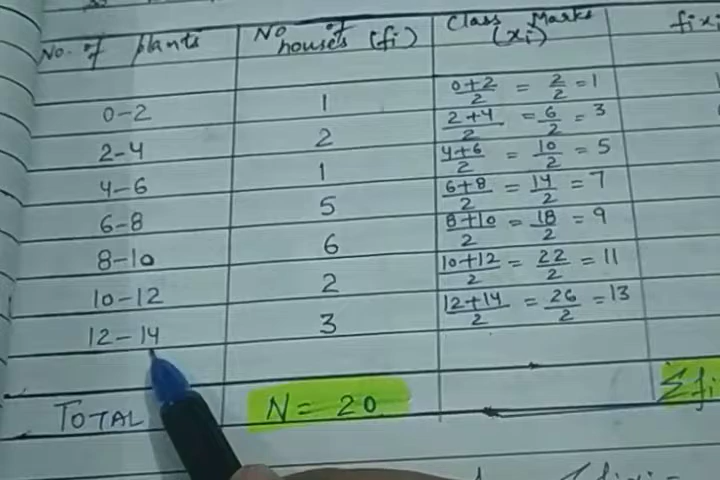 No. of plants No of houses (fi) Class Marks (xi) fixi
0-2 1 0+2/2 = 2/2 = 1 1
2-4 2 2+4/2 = 6/2 = 3
4-6 1 4+6/2 = 10/2 = 5
6-8 5 6+8/2 = 14/2 = 7
8-10 6 8+10/2 = 18/2 = 9
10-12 2 10+12/2 = 22/2 = 11
12-14 3 12+14/2 = 26/2 = 13
TOTAL N = 20 Σfi